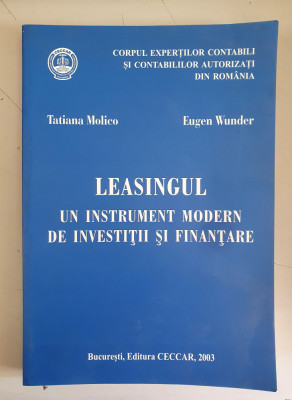 CORPUL EXPERȚILOR CONTABILI
ȘI CONTABILILOR AUTORIZAȚI
DIN ROMÂNIA
Tatiana Molico Eugen Wunder
LEASINGUL
UN INSTRUMENT MODERN
DE INVESTIȚII ȘI FINANȚARE
București, Editura CECCAR, 2003